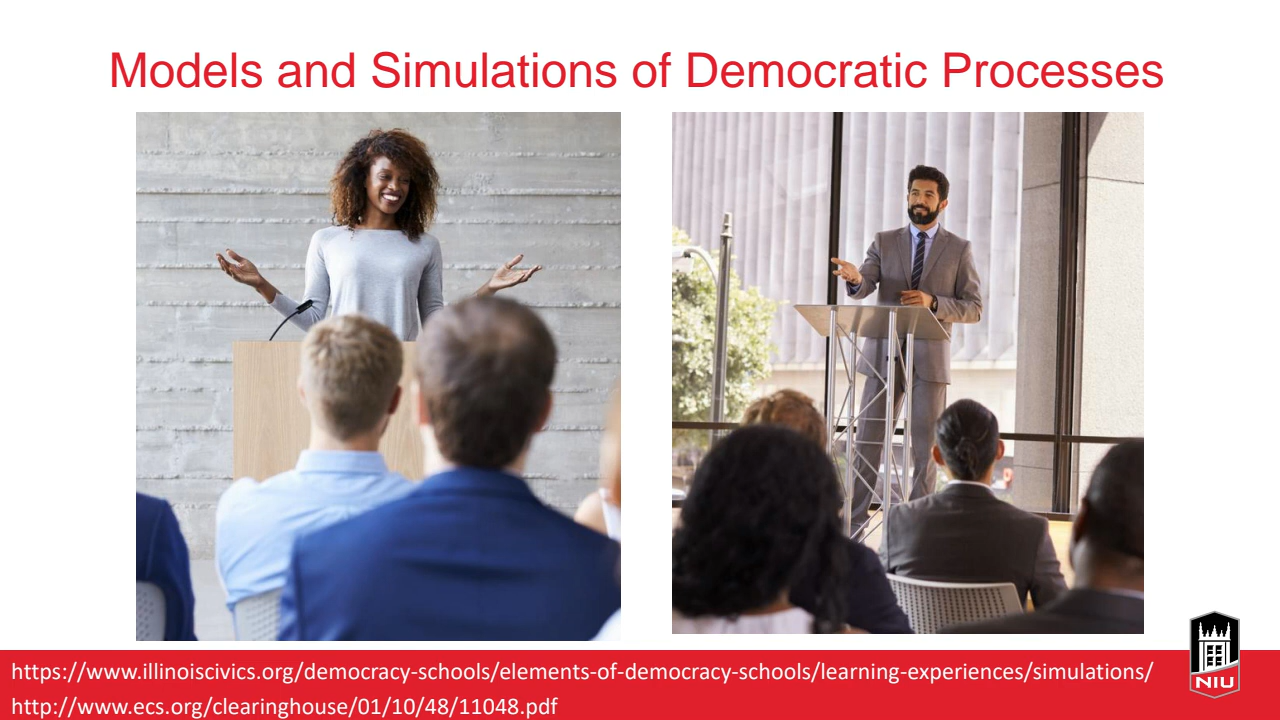 Models and Simulations of Democratic Processes
https://www.illinoiscivics.org/democracy-schools/elements-of-democracy-schools/learning-experiences/simulations/
http://www.ecs.org/clearinghouse/01/10/48/11048.pdf
NIU